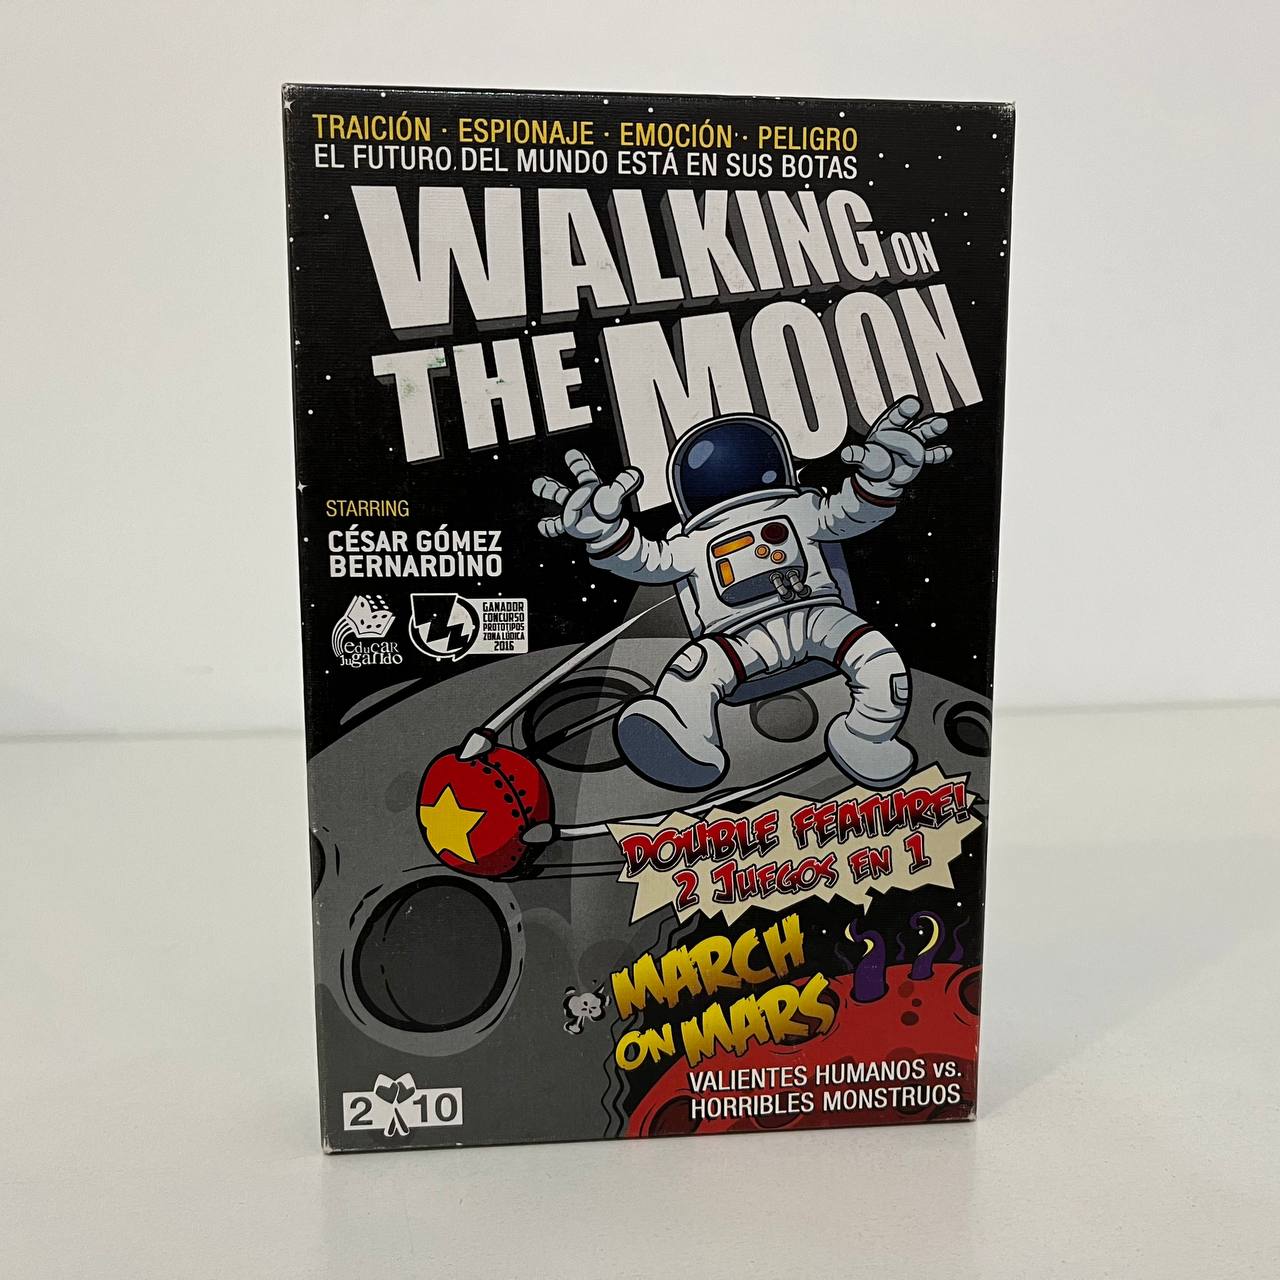 TRAICIÓN · ESPIONAJE · EMOCIÓN · PELIGRO
EL FUTURO DEL MUNDO ESTÁ EN SUS BOTAS
WALKING ON
THE MOON
STARRING
CÉSAR GÓMEZ
BERNARDINO
educar
jugando
GANADOR
CONCURSO
PROTOTIPOS
ZONA LÚDICA
2016
DOUBLE FEATURE!
2 JUEGOS EN 1
MARCH
ON MARS
VALIENTES HUMANOS vs.
HORRIBLES MONSTRUOS
2 10